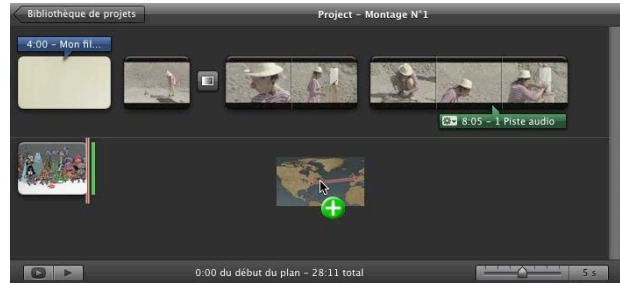 Bibliothèque de projets
Project – Montage N°1
4:00 – Mon fil...
8:05 – 1 Piste audio
0:00 du début du plan – 28:11 total
5 s